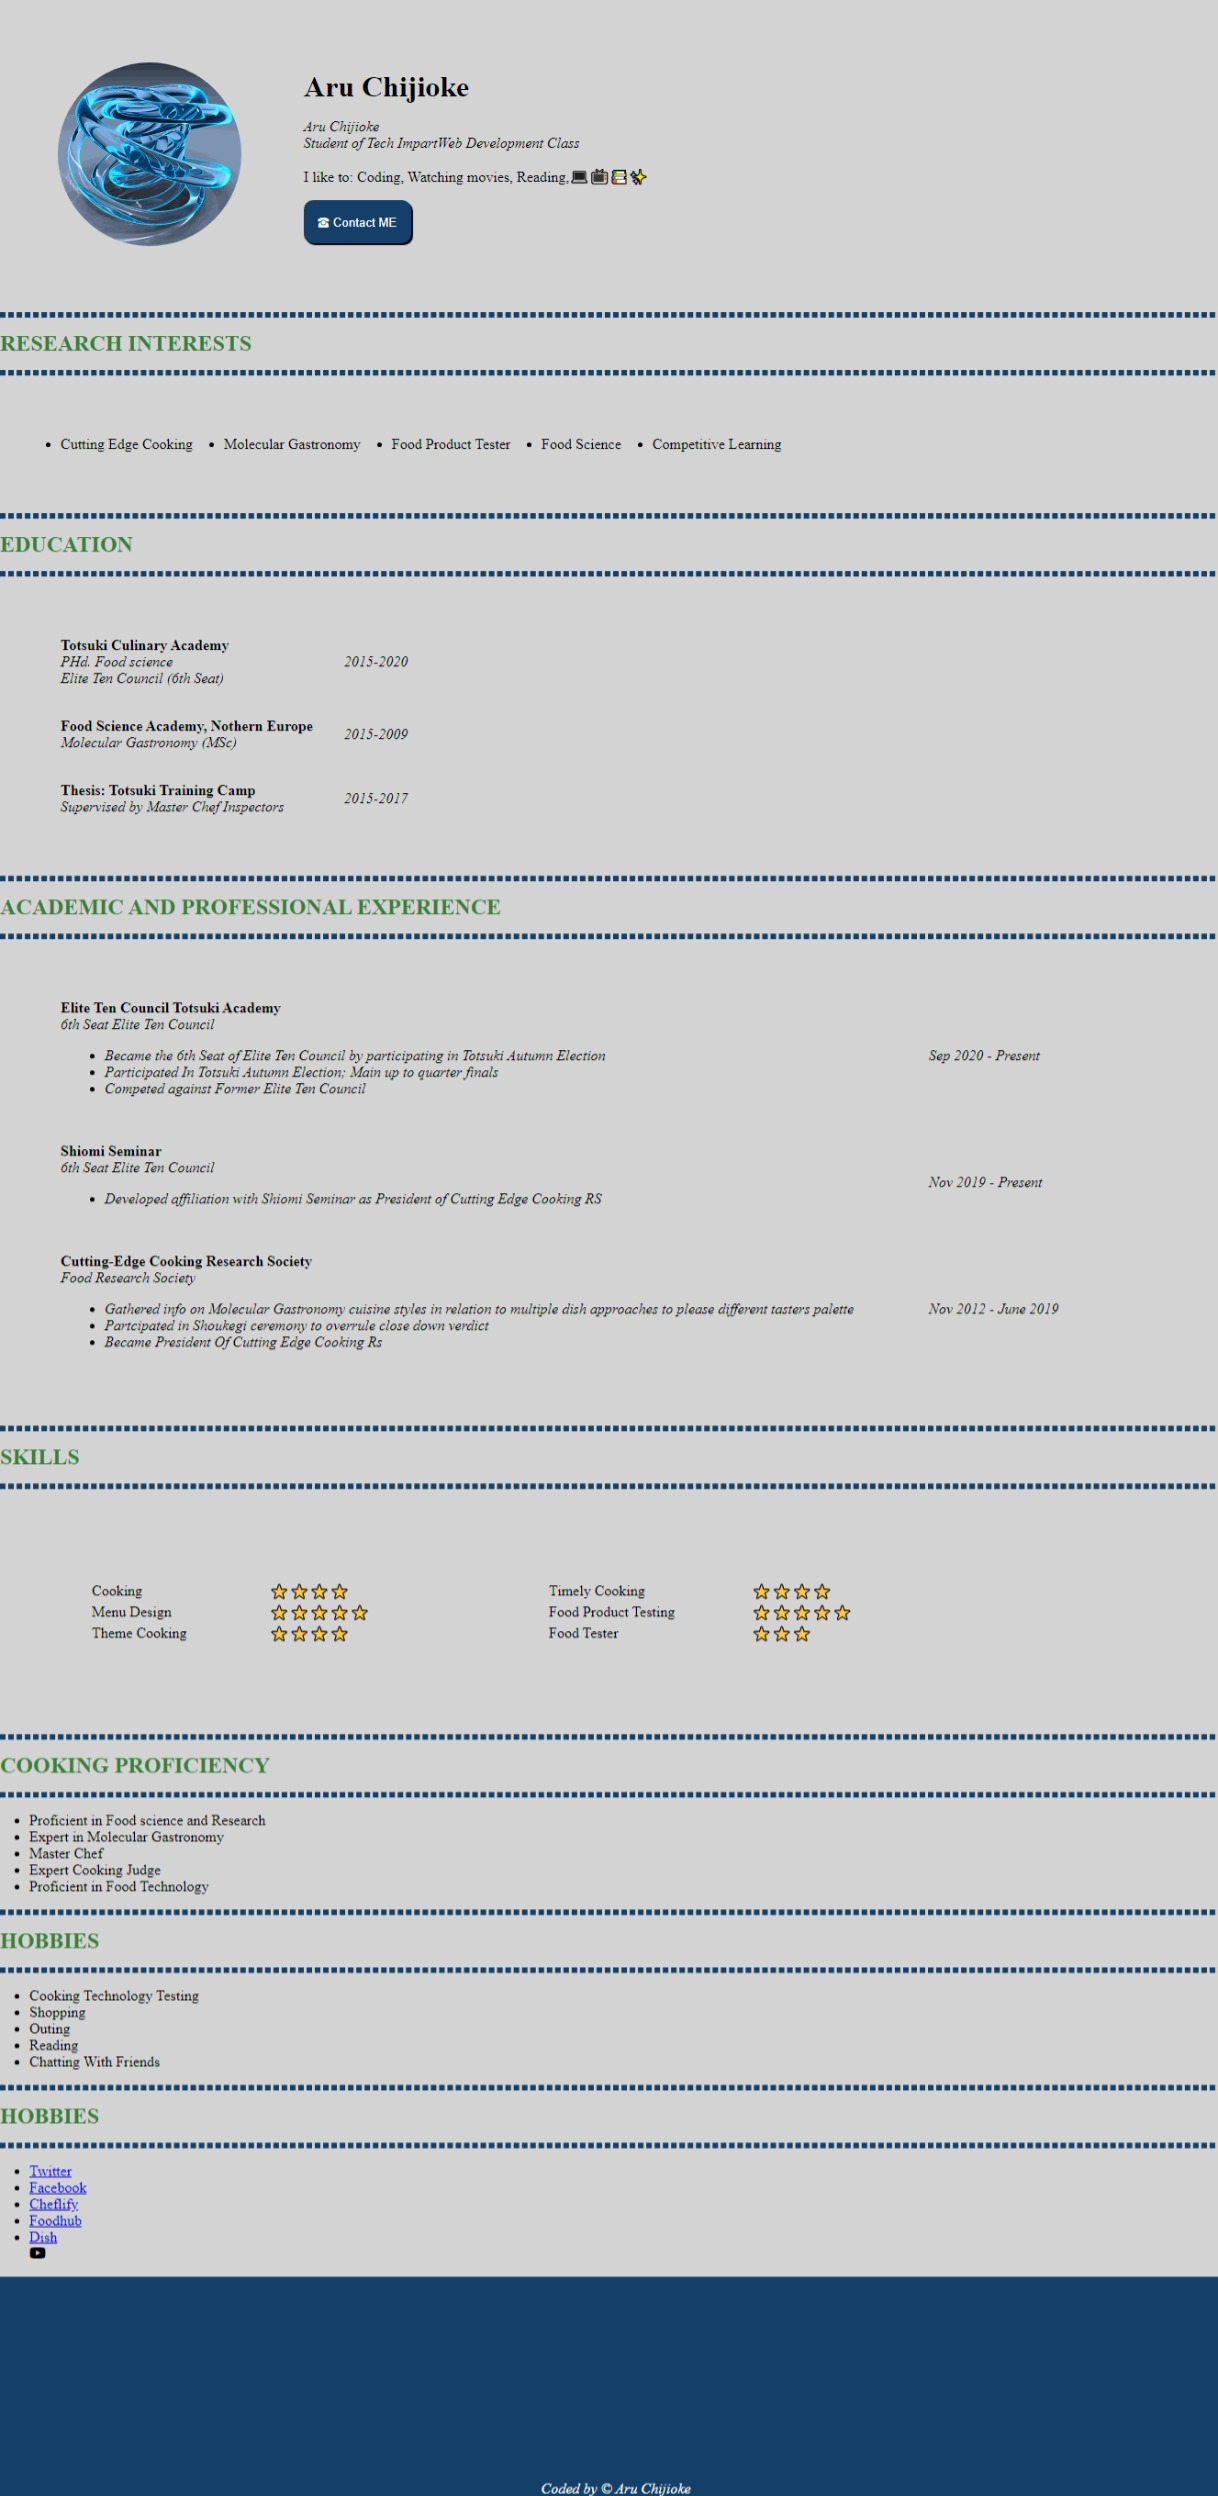 Aru Chijioke
Aru Chijioke
Student of Tech ImpartWeb Development Class
I like to: Coding, Watching movies, Reading,💻📺📚✨
☎ Contact ME
RESEARCH INTERESTS
• Cutting Edge Cooking • Molecular Gastronomy • Food Product Tester • Food Science • Competitive Learning
EDUCATION
Totsuki Culinary Academy
PHd. Food science 2015-2020
Elite Ten Council (6th Seat)
Food Science Academy, Nothern Europe
Molecular Gastronomy (MSc)
2015-2009
Thesis: Totsuki Training Camp
Supervised by Master Chef Inspectors
2015-2017
ACADEMIC AND PROFESSIONAL EXPERIENCE
Elite Ten Council Totsuki Academy
6th Seat Elite Ten Council
• Became the 6th Seat of Elite Ten Council by participating in Totsuki Autumn Election Sep 2020 - Present
• Participated In Totsuki Autumn Election; Main up to quarter finals
• Competed against Former Elite Ten Council
Shiomi Seminar
6th Seat Elite Ten Council
Nov 2019 - Present
• Developed affiliation with Shiomi Seminar as President of Cutting Edge Cooking RS
Cutting-Edge Cooking Research Society
Food Research Society
• Gathered info on Molecular Gastronomy cuisine styles in relation to multiple dish approaches to please different tasters palette Nov 2012 - June 2019
• Partcipated in Shoukegi ceremony to overrule close down verdict
• Became President Of Cutting Edge Cooking Rs
SKILLS
Cooking ⭐⭐⭐⭐ Timely Cooking ⭐⭐⭐⭐
Menu Design ⭐⭐⭐⭐⭐ Food Product Testing ⭐⭐⭐⭐⭐
Theme Cooking ⭐⭐⭐⭐ Food Tester ⭐⭐⭐
COOKING PROFICIENCY
• Proficient in Food science and Research
• Expert in Molecular Gastronomy
• Master Chef
• Expert Cooking Judge
• Proficient in Food Technology
HOBBIES
• Cooking Technology Testing
• Shopping
• Outing
• Reading
• Chatting With Friends
HOBBIES
• Twitter
• Facebook
• Cheflify
• Foodhub
• Dish
Coded by © Aru Chijioke